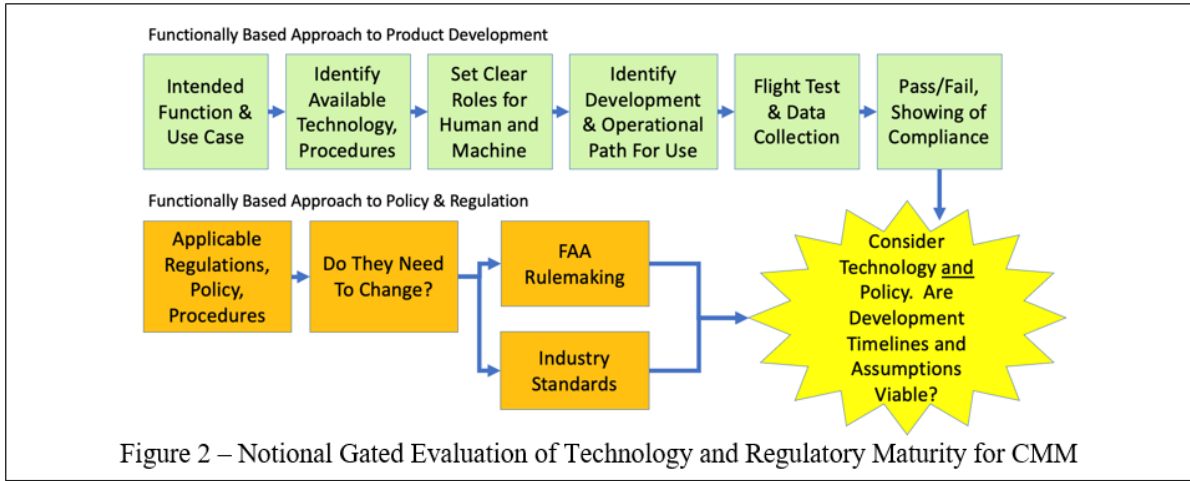 Functionally Based Approach to Product Development
Intended
Function &
Use Case
Identify
Available
Technology,
Procedures
Set Clear
Roles for
Human and
Machine
Identify
Development
& Operational
Path For Use
Flight Test
& Data
Collection
Pass/Fail,
Showing of
Compliance
Functionally Based Approach to Policy & Regulation
Applicable
Regulations,
Policy,
Procedures
Do They Need
To Change?
FAA
Rulemaking
Industry
Standards
Consider
Technology and
Policy.  Are
Development
Timelines and
Assumptions
Viable?
Figure 2 – Notional Gated Evaluation of Technology and Regulatory Maturity for CMM